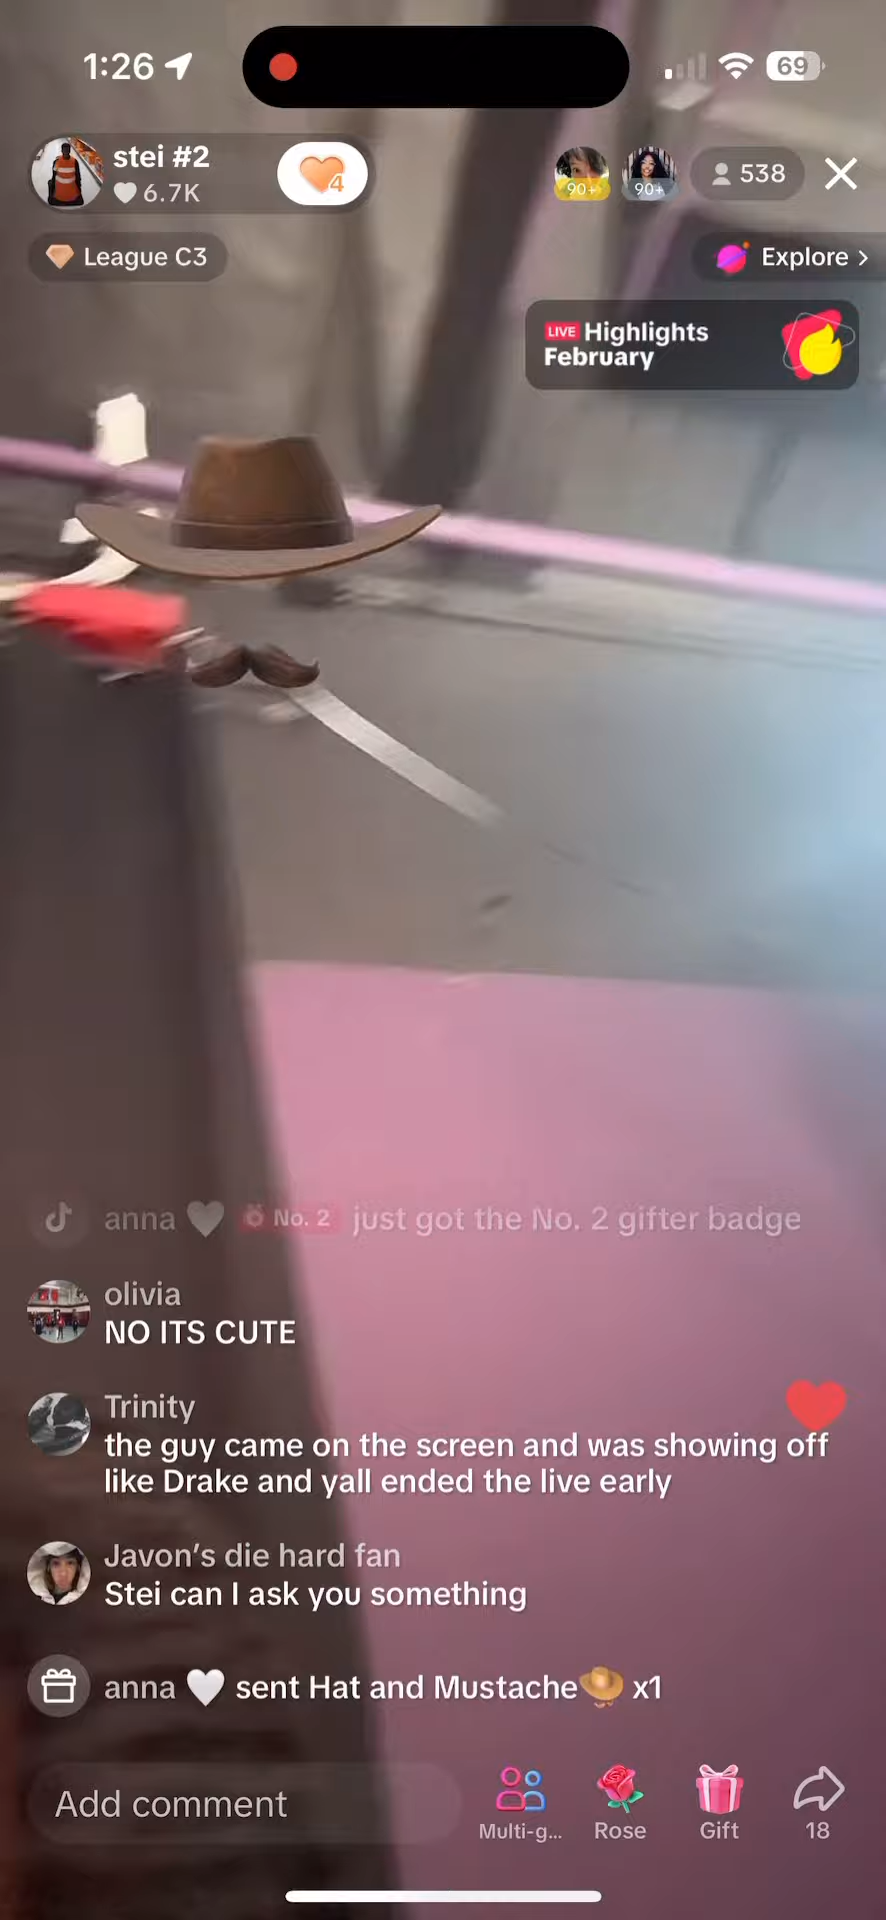 1:26
69
stei #2
6.7K
4
90+
90+
538
League C3
Explore >
LIVE Highlights
February
anna 🤍 No. 2 just got the No. 2 gifter badge
olivia
NO ITS CUTE
Trinity
the guy came on the screen and was showing off
like Drake and yall ended the live early
Javon's die hard fan
Stei can I ask you something
anna 🤍 sent Hat and Mustache x1
Add comment
Multi-g...
Rose
Gift
18